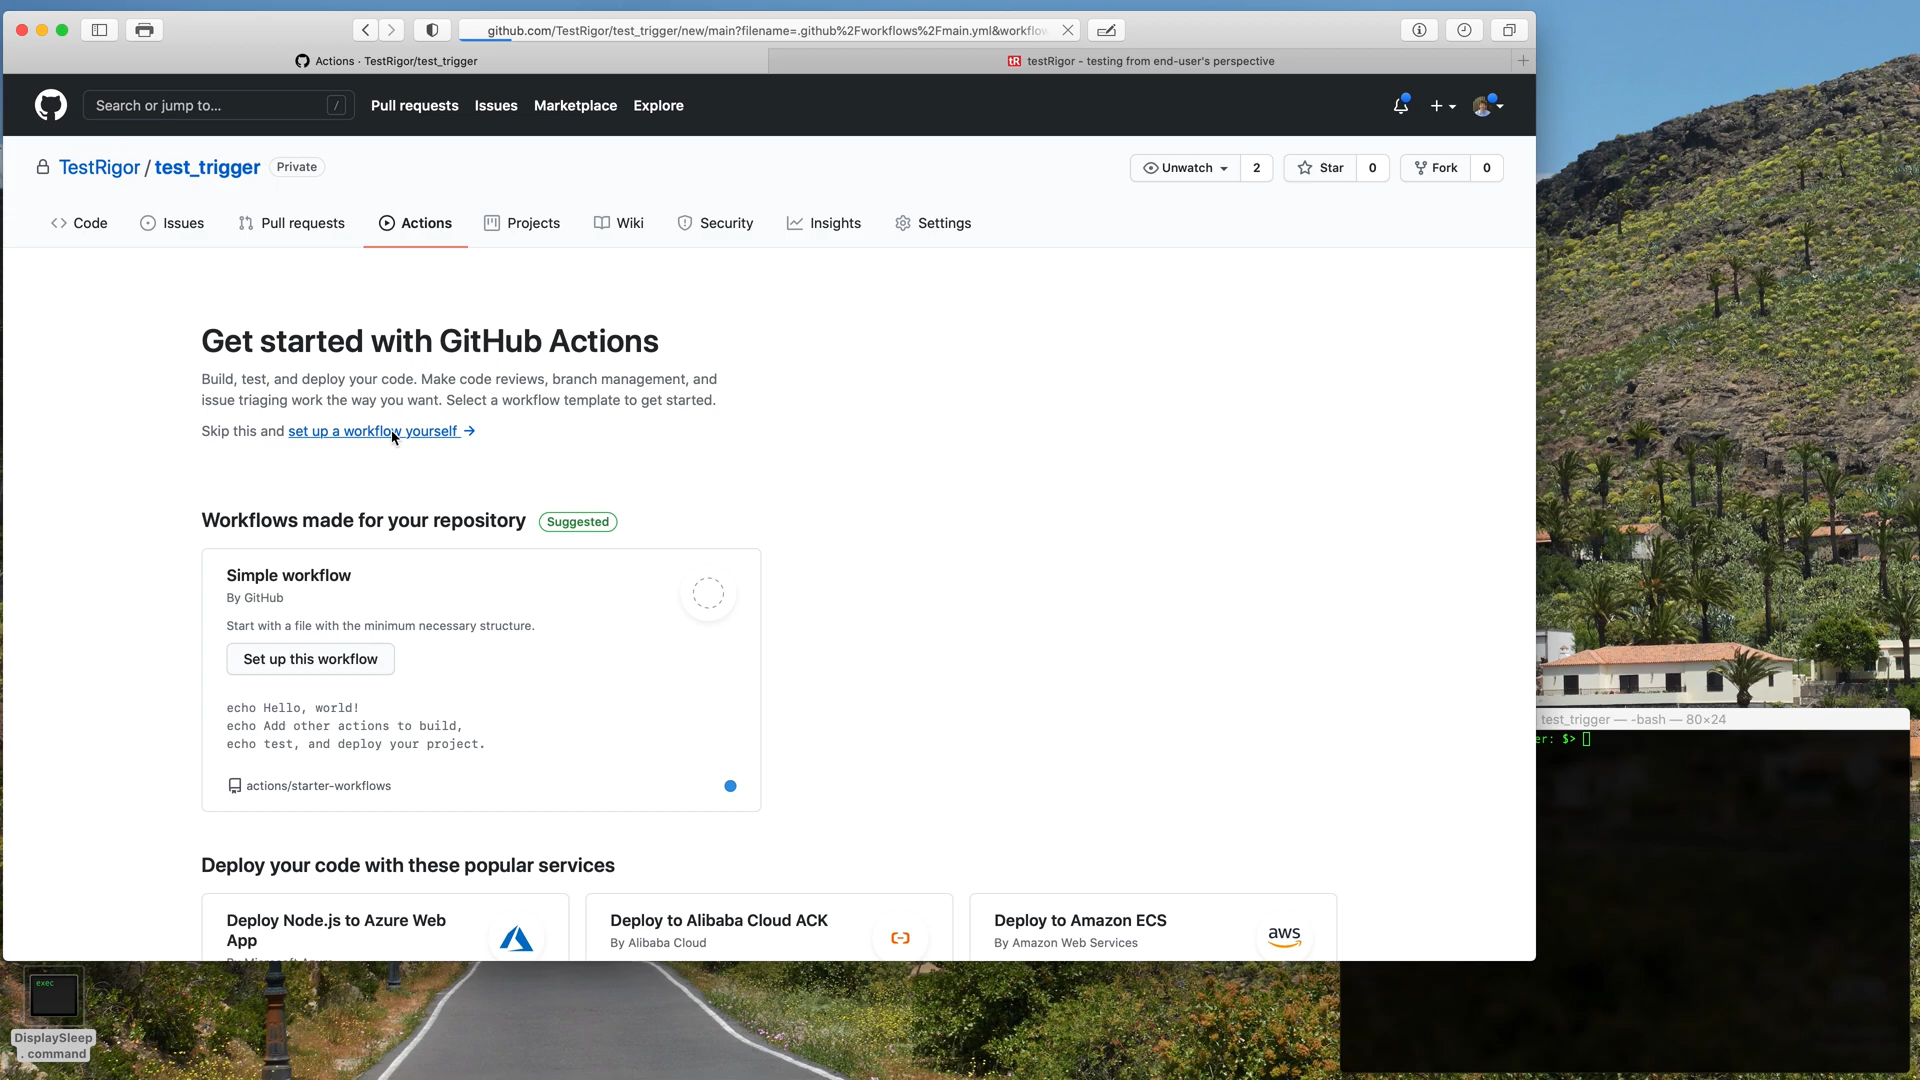 github.com/TestRigor/test_trigger/new/main?filename=.github%2Fworkflows%2Fmain.yml&workflo
Actions · TestRigor/test_trigger
tR testRigor - testing from end-user's perspective
Search or jump to... /
Pull requests Issues Marketplace Explore
TestRigor / test_trigger Private
Unwatch 2 Star 0 Fork 0
Code Issues Pull requests Actions Projects Wiki Security Insights Settings
Get started with GitHub Actions
Build, test, and deploy your code. Make code reviews, branch management, and
issue triaging work the way you want. Select a workflow template to get started.
Skip this and set up a workflow yourself →
Workflows made for your repository Suggested
Simple workflow
By GitHub
Start with a file with the minimum necessary structure.
Set up this workflow
echo Hello, world!
echo Add other actions to build,
echo test, and deploy your project.
actions/starter-workflows
Deploy your code with these popular services
Deploy Node.js to Azure Web
App
Deploy to Alibaba Cloud ACK
By Alibaba Cloud
Deploy to Amazon ECS
By Amazon Web Services
aws
test_trigger — -bash — 80×24
er: $>
exec
DisplaySleep
. command